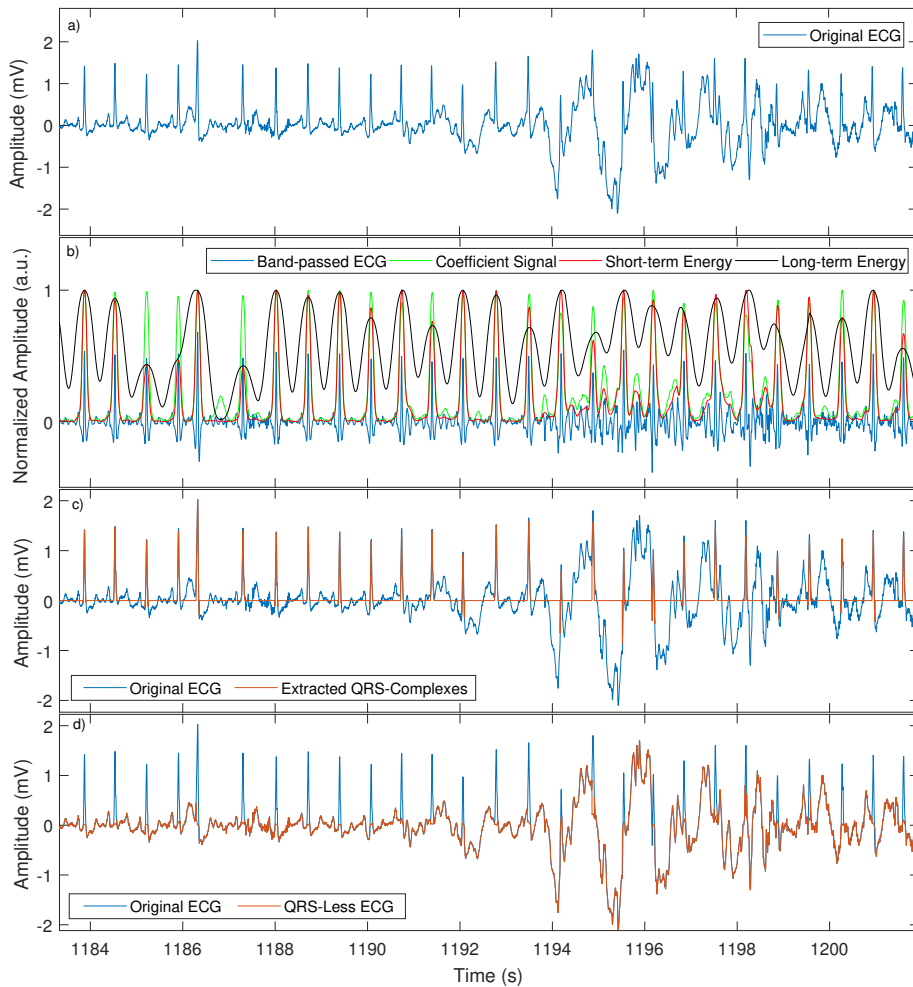 a)
Original ECG
2
1
0
-1
-2
Amplitude (mV)
b)
Band-passed ECG Coefficient Signal Short-term Energy Long-term Energy
1
0
Normalized Amplitude (a.u.)
c)
2
1
0
-1
-2
Amplitude (mV)
Original ECG Extracted QRS-Complexes
d)
2
1
0
-1
-2
Amplitude (mV)
Original ECG QRS-Less ECG
1184 1186 1188 1190 1192 1194 1196 1198 1200
Time (s)